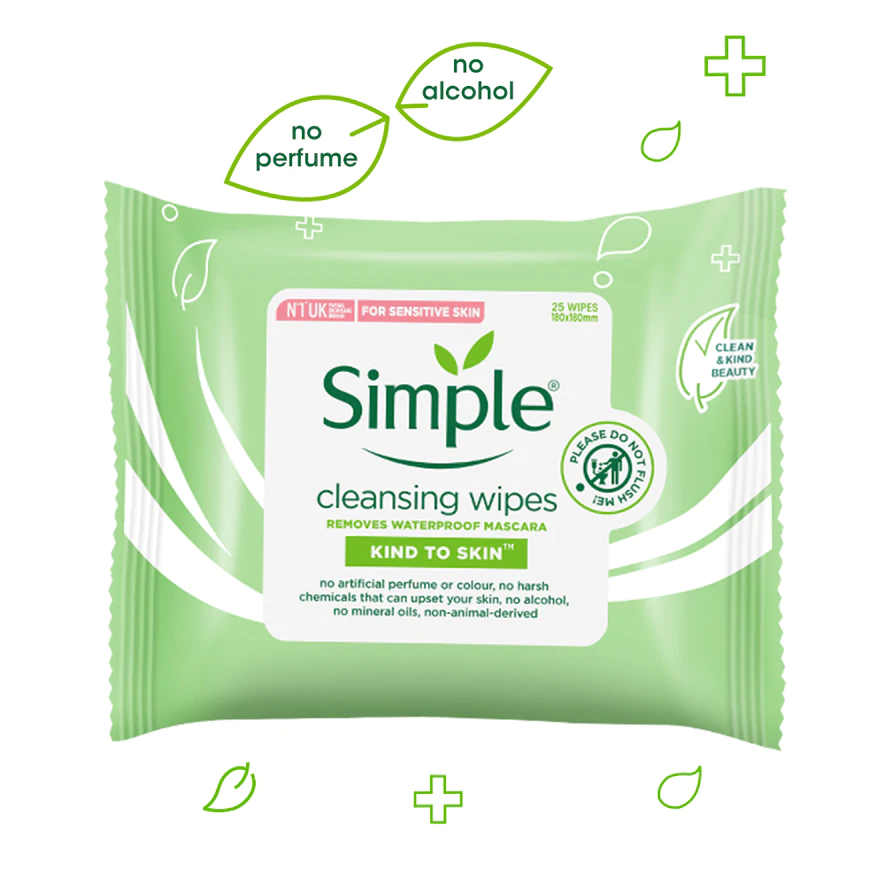 no
alcohol
no
perfume
N°1 UK FACIAL SKINCARE BRAND FOR SENSITIVE SKIN
25 WIPES
180x180mm
Simple®
CLEAN
& KIND
BEAUTY
PLEASE DO NOT FLUSH ME!
cleansing wipes
REMOVES WATERPROOF MASCARA
KIND TO SKIN™
no artificial perfume or colour, no harsh
chemicals that can upset your skin, no alcohol,
no mineral oils, non-animal-derived